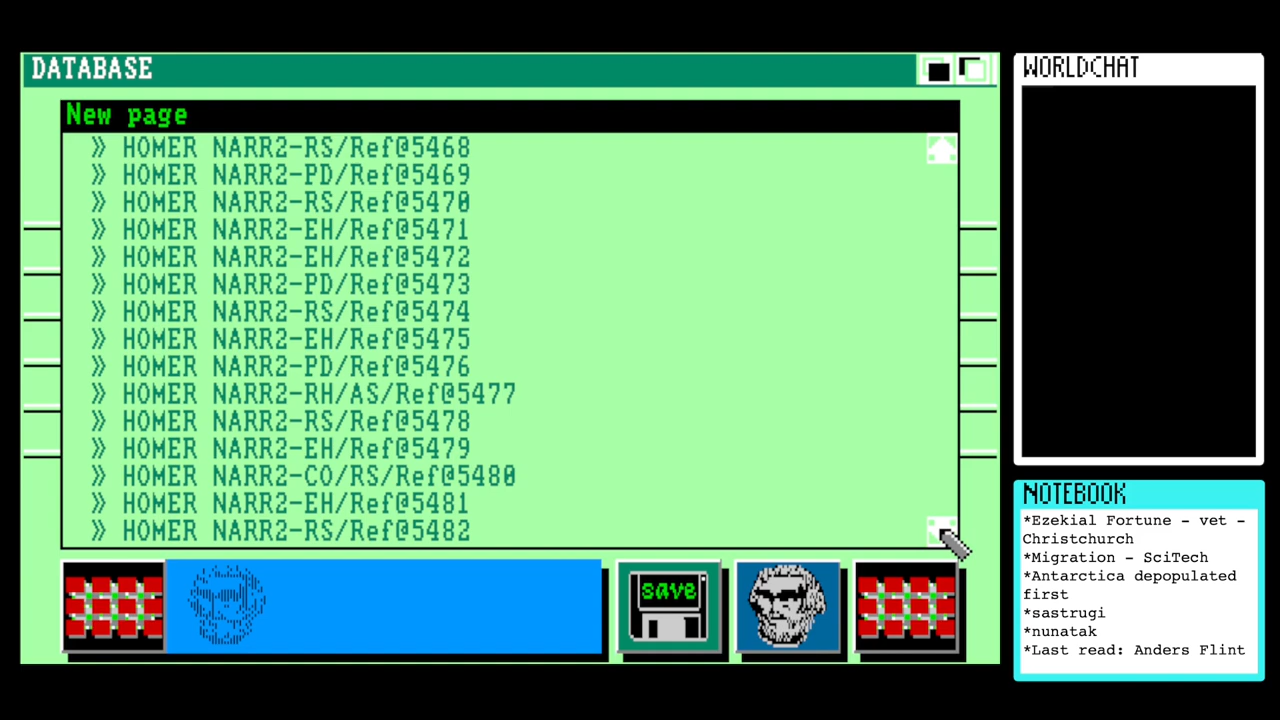 DATABASE
New page
» HOMER NARR2-RS/Ref@5468
» HOMER NARR2-PD/Ref@5469
» HOMER NARR2-RS/Ref@5470
» HOMER NARR2-EH/Ref@5471
» HOMER NARR2-EH/Ref@5472
» HOMER NARR2-PD/Ref@5473
» HOMER NARR2-RS/Ref@5474
» HOMER NARR2-EH/Ref@5475
» HOMER NARR2-PD/Ref@5476
» HOMER NARR2-RH/AS/Ref@5477
» HOMER NARR2-RS/Ref@5478
» HOMER NARR2-EH/Ref@5479
» HOMER NARR2-CO/RS/Ref@5480
» HOMER NARR2-EH/Ref@5481
» HOMER NARR2-RS/Ref@5482
save
WORLDCHAT
NOTEBOOK
*Ezekial Fortune - vet -
Christchurch
*Migration - SciTech
*Antarctica depopulated
first
*sastrugi
*nunatak
*Last read: Anders Flint